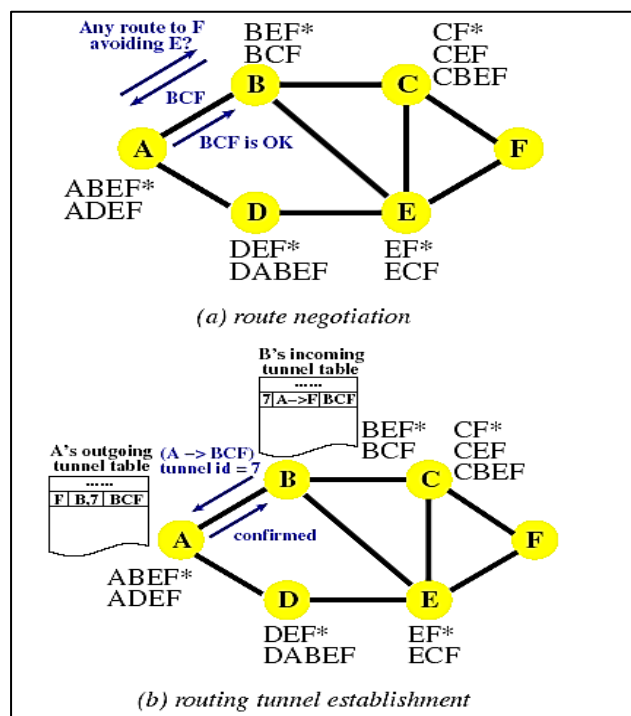 Any route to F
avoiding E?
BCF
BCF is OK
BEF*
BCF
CF*
CEF
CBEF
A
B
C
D
E
F
ABEF*
ADEF
DEF*
DABEF
EF*
ECF
(a) route negotiation
B's incoming
tunnel table
......
7 A-->F BCF
A's outgoing
tunnel table
......
F B,7 BCF
(A -> BCF)
tunnel id = 7
confirmed
BEF*
BCF
CF*
CEF
CBEF
B
C
A
F
D
E
ABEF*
ADEF
DEF*
DABEF
EF*
ECF
(b) routing tunnel establishment